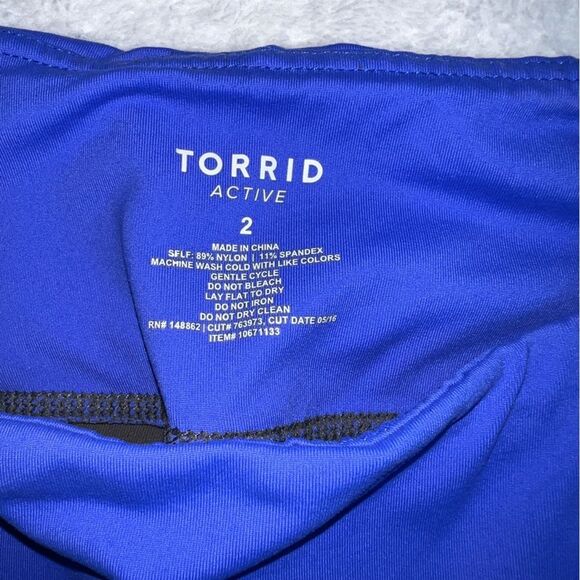 TORRID
ACTIVE
2
MADE IN CHINA
SELF: 89% NYLON | 11% SPANDEX
MACHINE WASH COLD WITH LIKE COLORS
GENTLE CYCLE
DO NOT BLEACH
LAY FLAT TO DRY
DO NOT IRON
DO NOT DRY CLEAN
RN# 148862 | CUT# 763973, CUT DATE 05/16
ITEM# 10671133